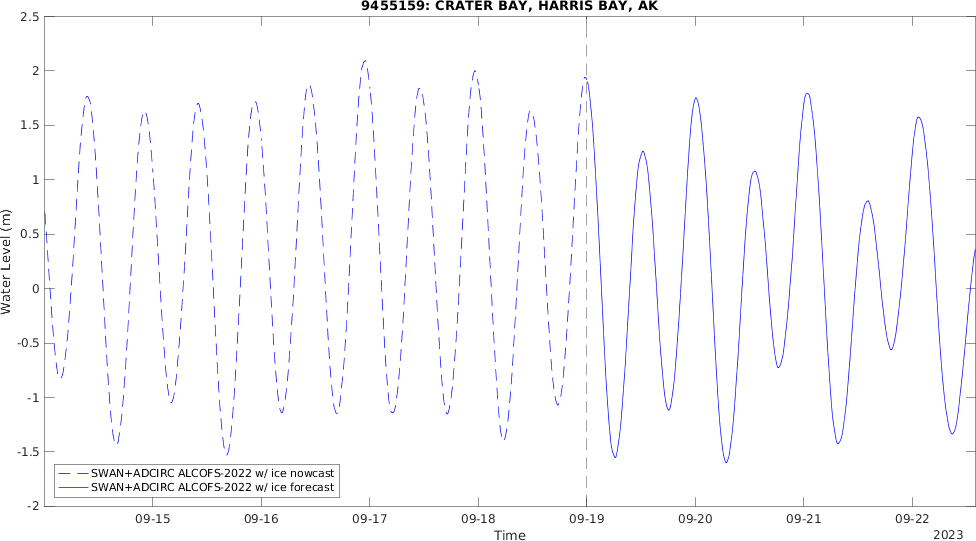 9455159: CRATER BAY, HARRIS BAY, AK
2.5
2
1.5
1
0.5
0
-0.5
-1
-1.5
-2
Water Level (m)
SWAN+ADCIRC ALCOFS-2022 w/ ice nowcast
SWAN+ADCIRC ALCOFS-2022 w/ ice forecast
09-15 09-16 09-17 09-18 09-19 09-20 09-21 09-22
Time
2023